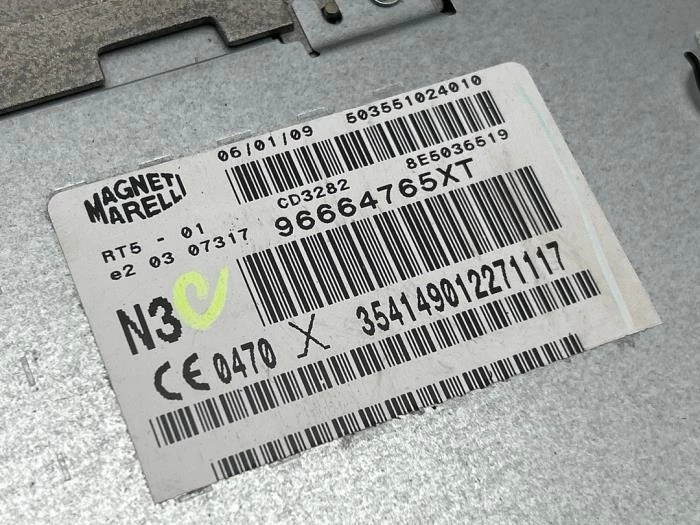 MAGNETI
MARELLI
06/01/09
503551024010
CD3282
8E5036519
96664765XT
RT5 - 01
e2 03 07317
N3
CE 0470
354149012271117